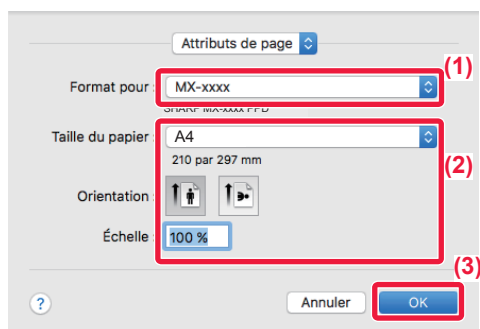 Attributs de page
(1)
Format pour : MX-xxxx
SHARP MX-xxxx PPD
Taille du papier : A4
210 par 297 mm
(2)
Orientation :
Échelle : 100 %
(3)
? Annuler OK